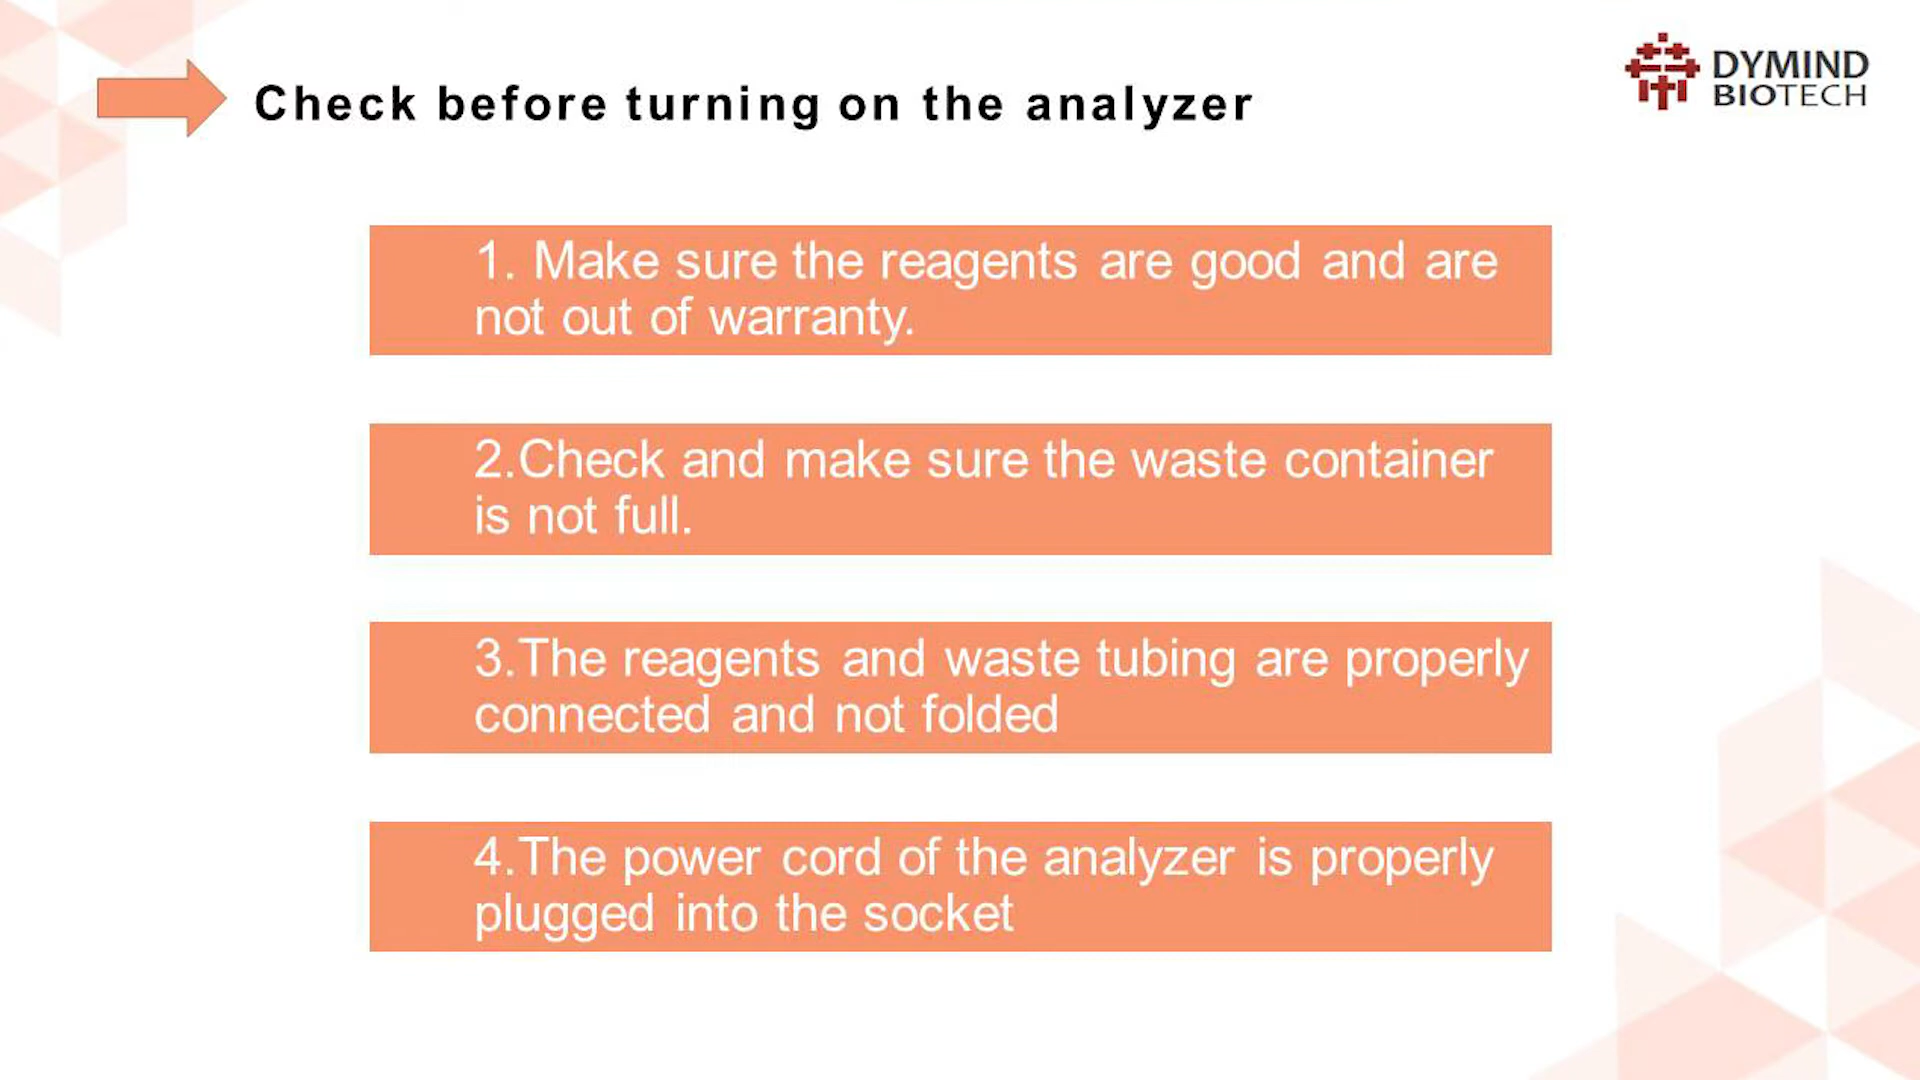 Check before turning on the analyzer
DYMIND
BIOTECH
1. Make sure the reagents are good and are
not out of warranty.
2.Check and make sure the waste container
is not full.
3.The reagents and waste tubing are properly
connected and not folded
4.The power cord of the analyzer is properly
plugged into the socket